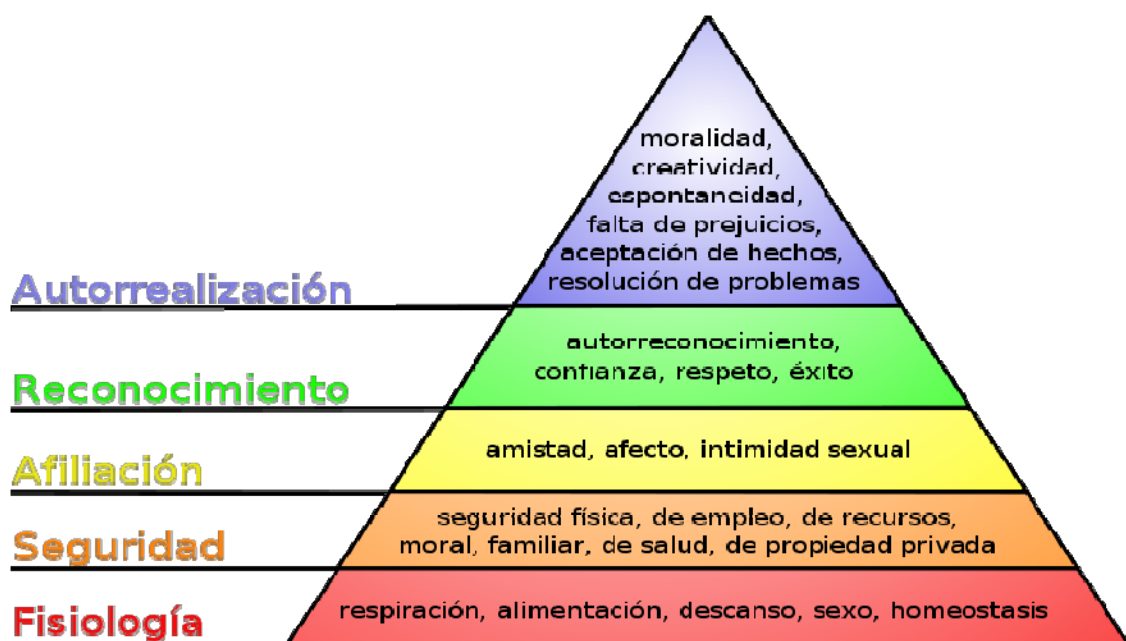 moralidad,
creatividad,
espontaneidad,
falta de prejuicios,
aceptación de hechos,
resolución de problemas
Autorrealización
autorreconocimiento,
confianza, respeto, éxito
Reconocimiento
amistad, afecto, intimidad sexual
Afiliación
seguridad física, de empleo, de recursos,
moral, familiar, de salud, de propiedad privada
Seguridad
respiración, alimentación, descanso, sexo, homeostasis
Fisiología